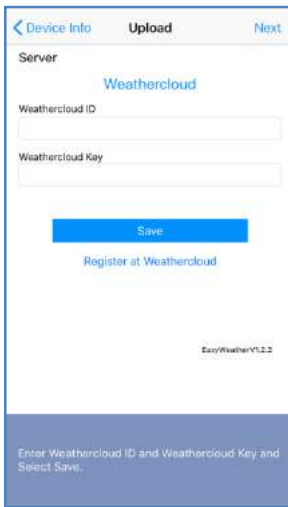 Device Info Upload Next
Server
Weathercloud
Weathercloud ID
Weathercloud Key
Save
Register at Weathercloud
EasyWeatherV1.2.2
Enter Weathercloud ID and Weathercloud Key and
Select Save.